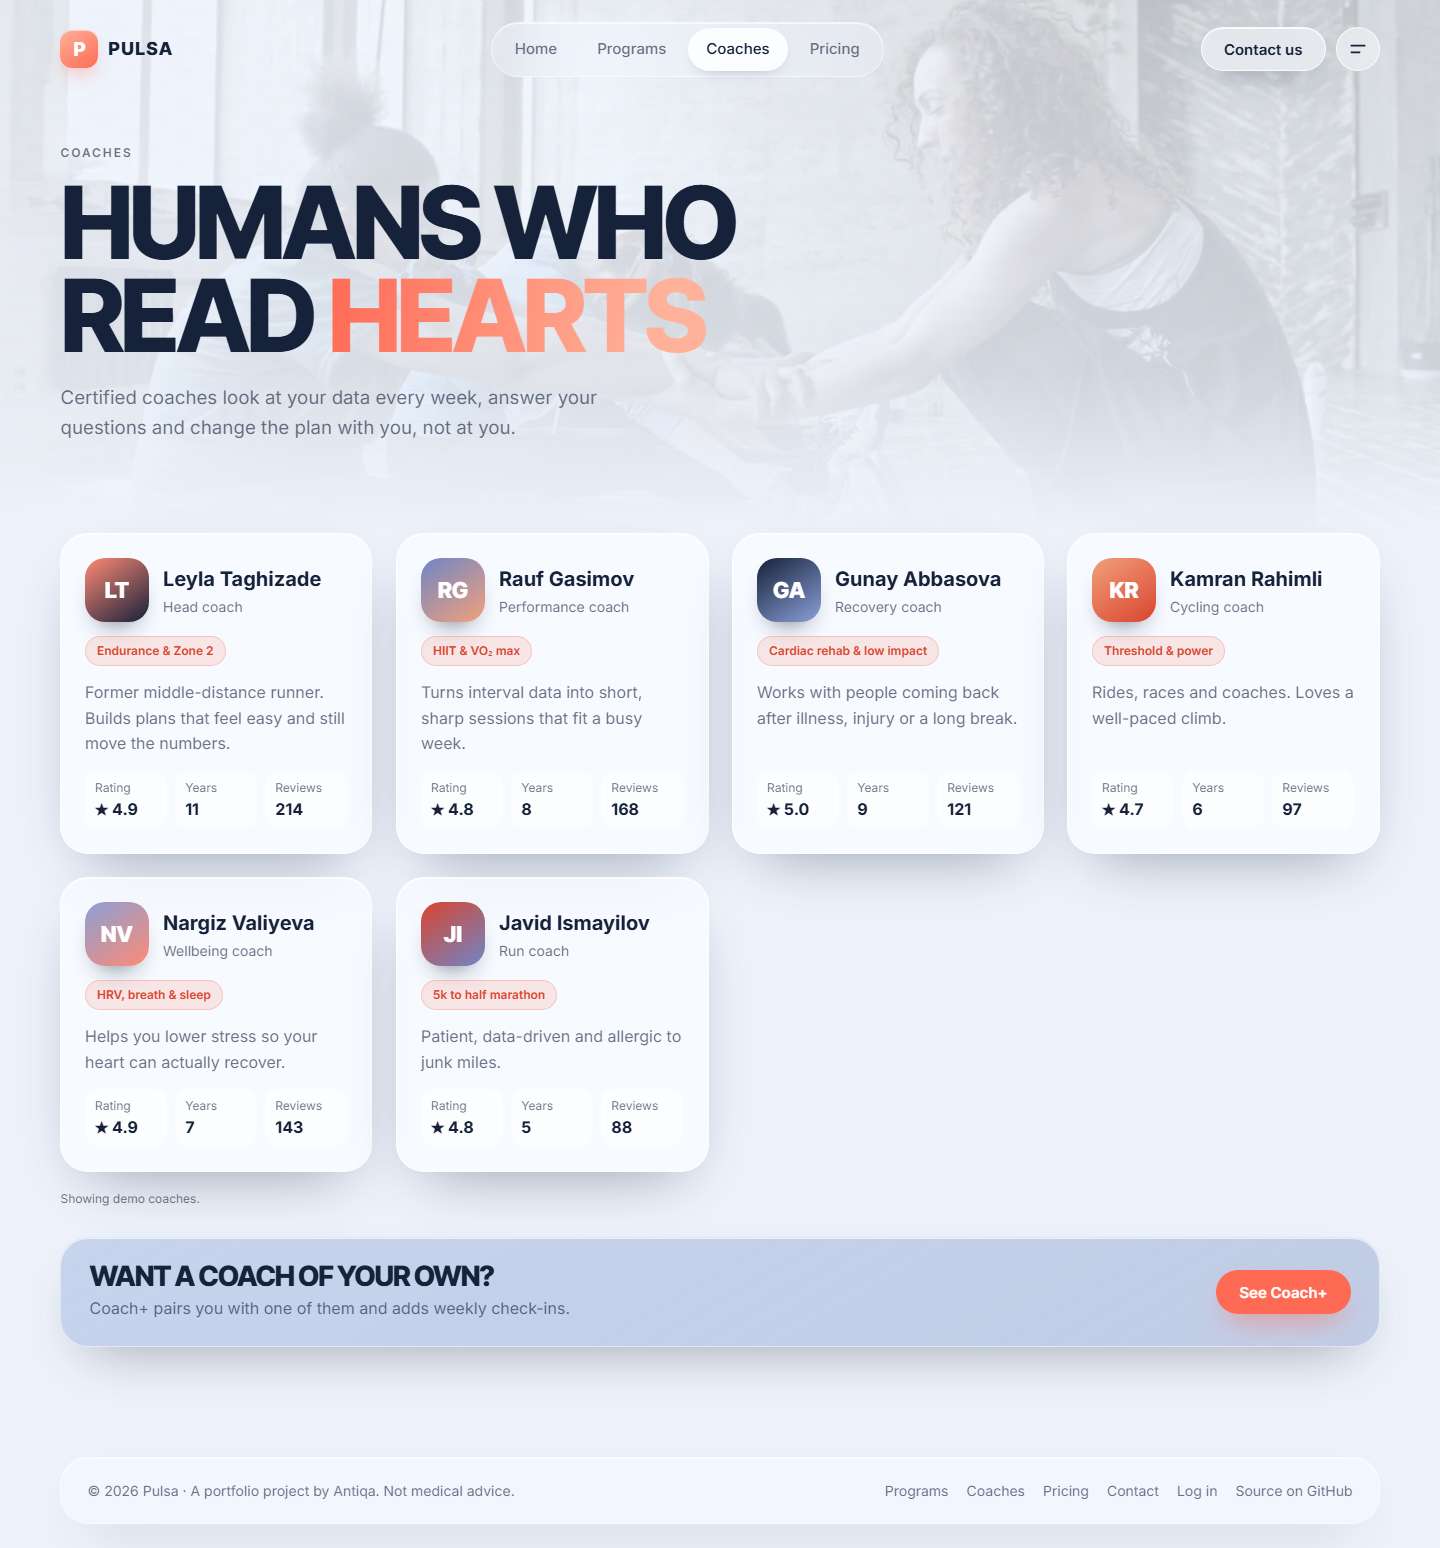 P PULSA
Home Programs Coaches Pricing
Contact us
COACHES
HUMANS WHO
READ HEARTS
Certified coaches look at your data every week, answer your
questions and change the plan with you, not at you.
LT
Leyla Taghizade
Head coach
Endurance & Zone 2
Former middle-distance runner.
Builds plans that feel easy and still
move the numbers.
Rating Years Reviews
★ 4.9 11 214
RG
Rauf Gasimov
Performance coach
HIIT & VO₂ max
Turns interval data into short,
sharp sessions that fit a busy
week.
Rating Years Reviews
★ 4.8 8 168
GA
Gunay Abbasova
Recovery coach
Cardiac rehab & low impact
Works with people coming back
after illness, injury or a long break.
Rating Years Reviews
★ 5.0 9 121
KR
Kamran Rahimli
Cycling coach
Threshold & power
Rides, races and coaches. Loves a
well-paced climb.
Rating Years Reviews
★ 4.7 6 97
NV
Nargiz Valiyeva
Wellbeing coach
HRV, breath & sleep
Helps you lower stress so your
heart can actually recover.
Rating Years Reviews
★ 4.9 7 143
JI
Javid Ismayilov
Run coach
5k to half marathon
Patient, data-driven and allergic to
junk miles.
Rating Years Reviews
★ 4.8 5 88
Showing demo coaches.
WANT A COACH OF YOUR OWN?
Coach+ pairs you with one of them and adds weekly check-ins.
See Coach+
© 2026 Pulsa · A portfolio project by Antiqa. Not medical advice.
Programs Coaches Pricing Contact Log in Source on GitHub